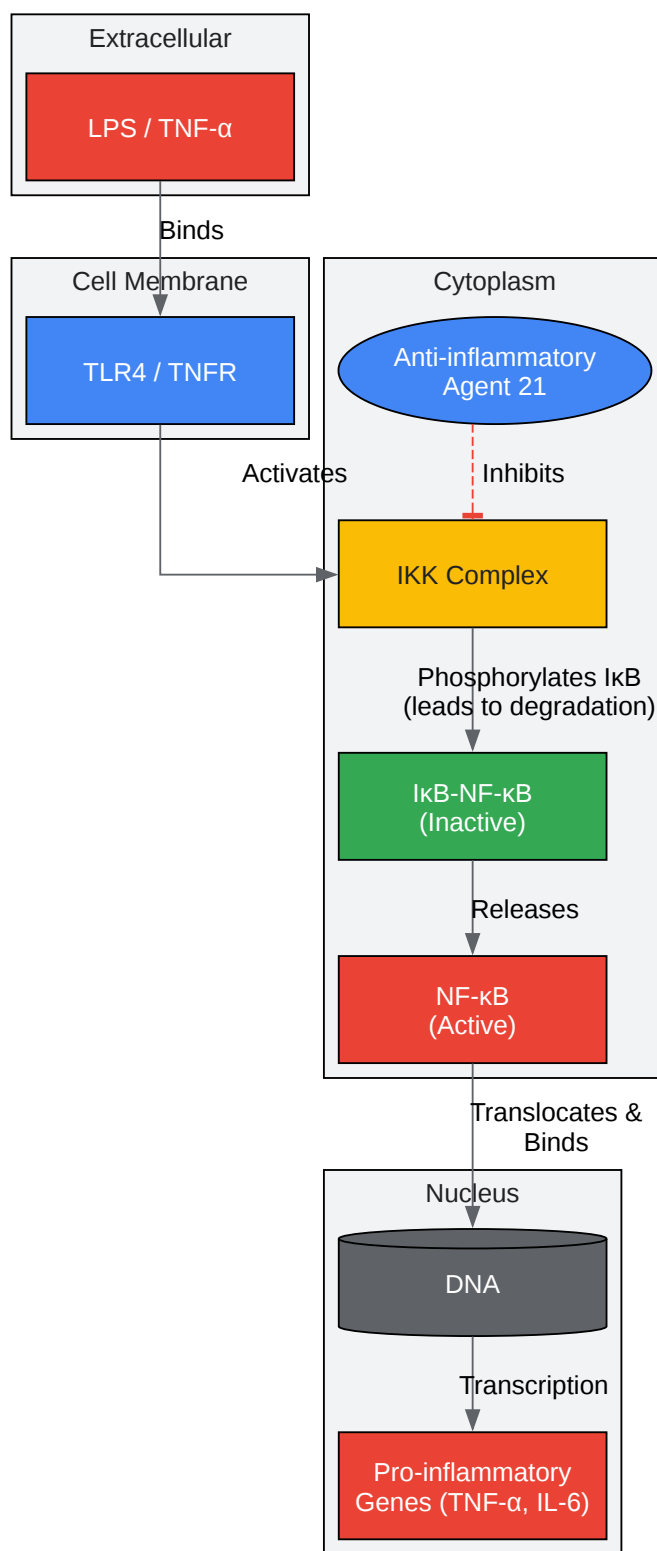 Extracellular
LPS / TNF-α
Binds
Cell Membrane
TLR4 / TNFR
Activates
Cytoplasm
Anti-inflammatory
Agent 21
Inhibits
IKK Complex
Phosphorylates IκB
(leads to degradation)
IκB-NF-κB
(Inactive)
Releases
NF-κB
(Active)
Translocates &
Binds
Nucleus
DNA
Transcription
Pro-inflammatory
Genes (TNF-α, IL-6)